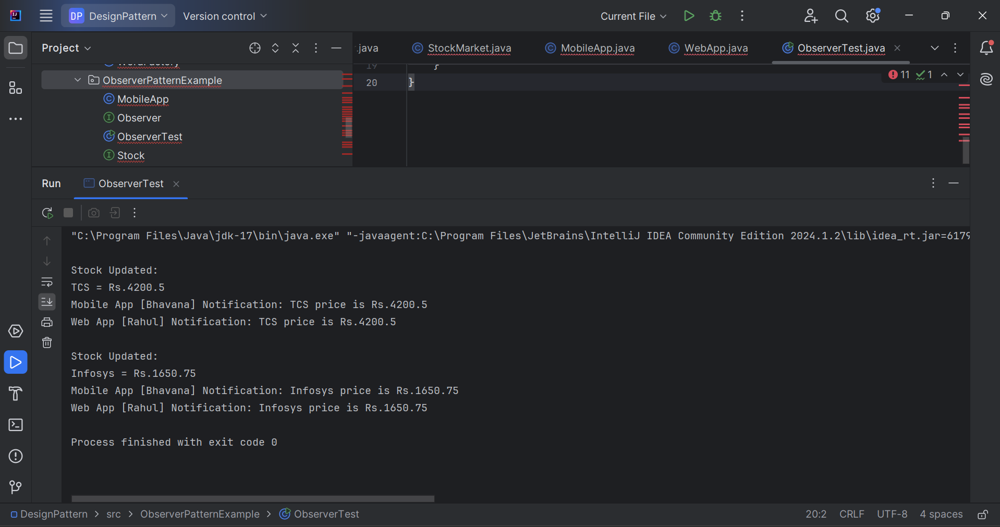 DP DesignPattern Version control Current File
Project
.java StockMarket.java MobileApp.java WebApp.java ObserverTest.java
WordFactory
ObserverPatternExample
MobileApp
Observer
ObserverTest
Stock
19 }
20 }
11 1
Run ObserverTest
"C:\Program Files\Java\jdk-17\bin\java.exe" "-javaagent:C:\Program Files\JetBrains\IntelliJ IDEA Community Edition 2024.1.2\lib\idea_rt.jar=6179
Stock Updated:
TCS = Rs.4200.5
Mobile App [Bhavana] Notification: TCS price is Rs.4200.5
Web App [Rahul] Notification: TCS price is Rs.4200.5
Stock Updated:
Infosys = Rs.1650.75
Mobile App [Bhavana] Notification: Infosys price is Rs.1650.75
Web App [Rahul] Notification: Infosys price is Rs.1650.75
Process finished with exit code 0
DesignPattern > src > ObserverPatternExample > ObserverTest 20:2 CRLF UTF-8 4 spaces